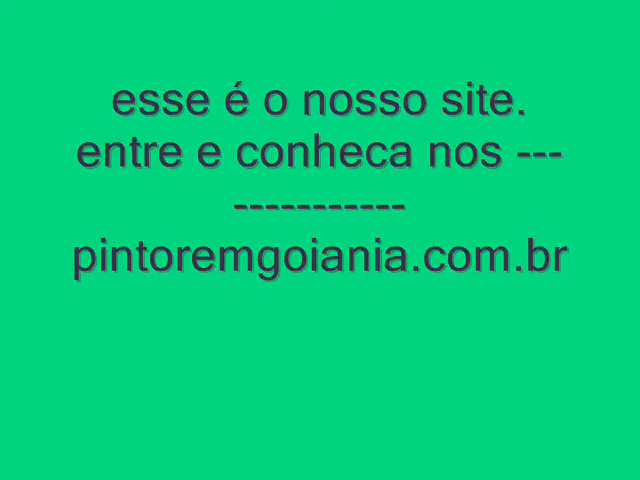 esse é o nosso site.
entre e conheca nos ---
-----------
pintoremgoiania.com.br